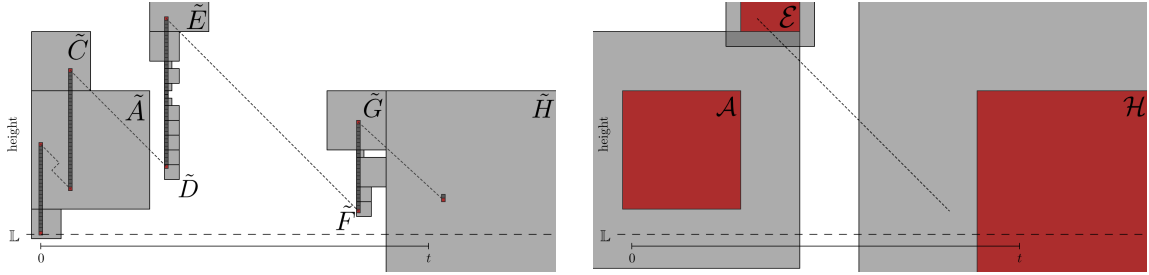 C̃
Ẽ
Ã
G̃
H̃
D̃
F̃
height
𝕃
0
t
ℰ
𝒜
ℋ
height
𝕃
0
t